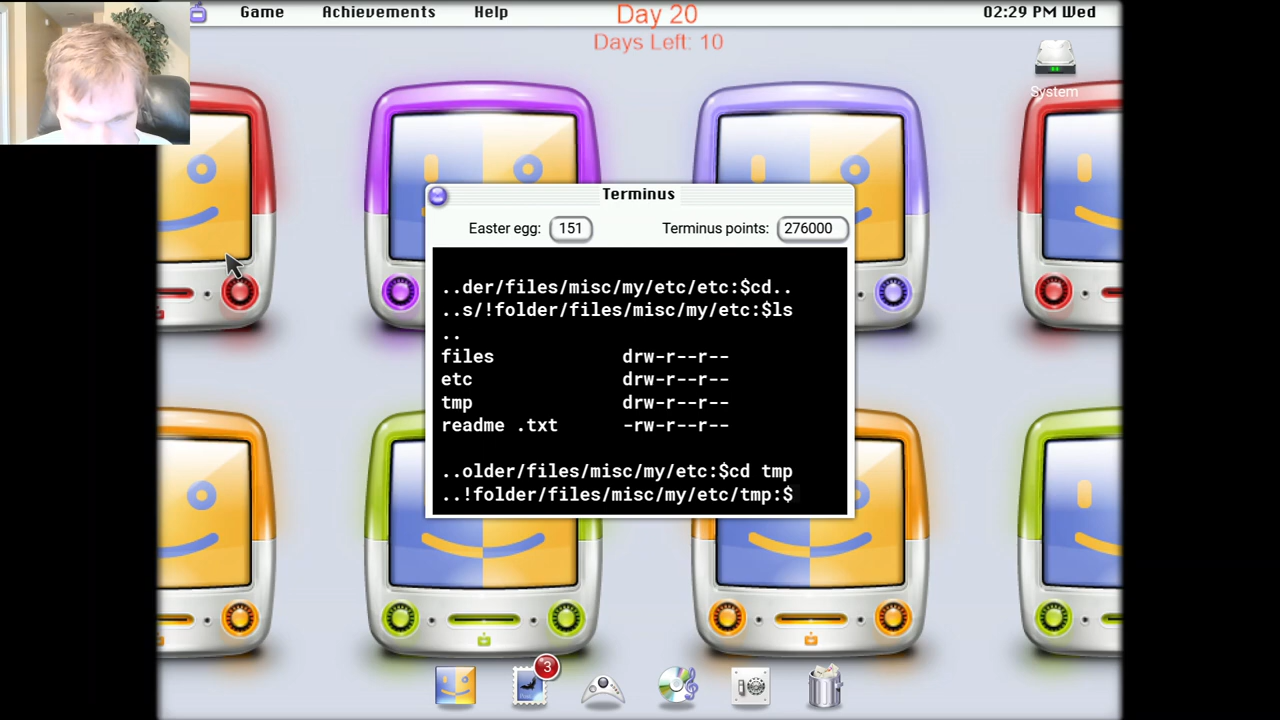 Game Achievements Help Day 20 02:29 PM Wed
Days Left: 10
System
Terminus
Easter egg: 151 Terminus points: 276000
..der/files/misc/my/etc/etc:$cd..
..s/!folder/files/misc/my/etc:$ls
..
files drw-r--r--
etc drw-r--r--
tmp drw-r--r--
readme .txt -rw-r--r--
..older/files/misc/my/etc:$cd tmp
..!folder/files/misc/my/etc/tmp:$
3